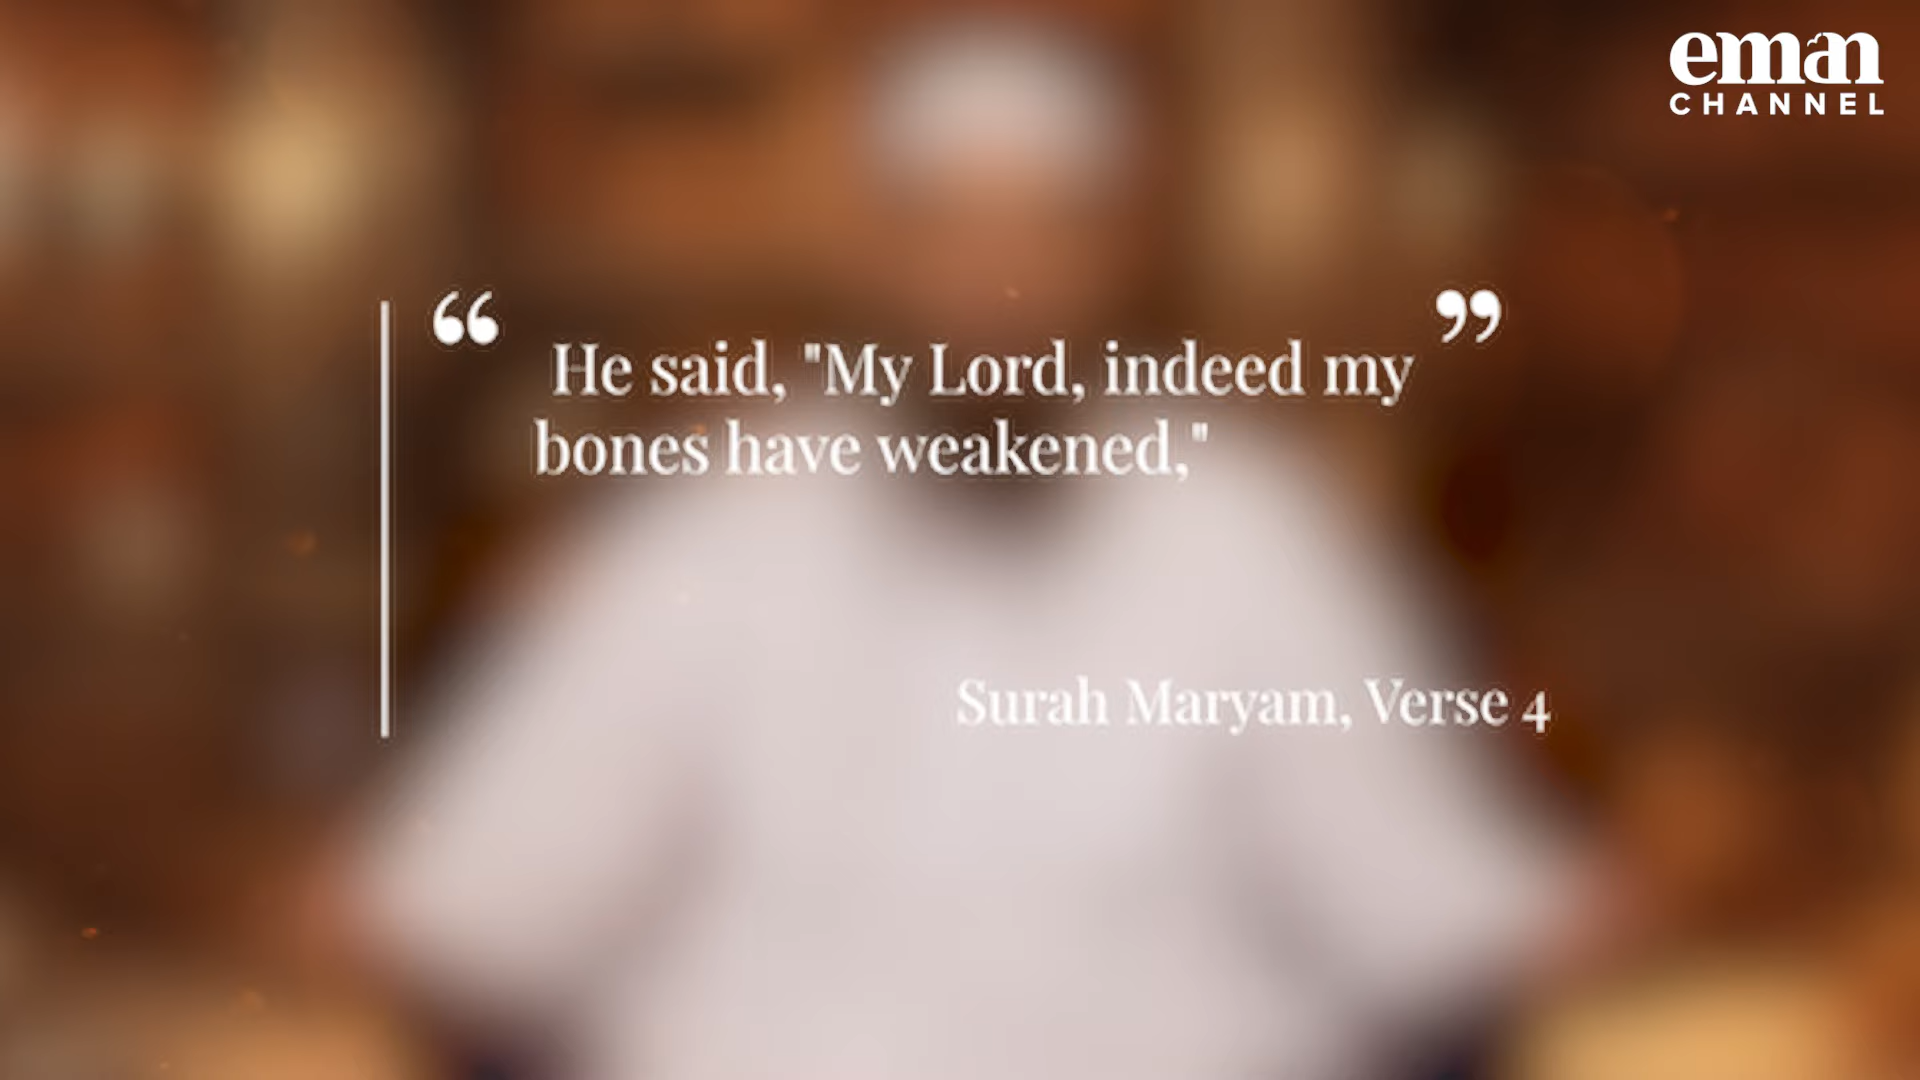 eman
CHANNEL
“ He said, "My Lord, indeed my ”
bones have weakened,"
Surah Maryam, Verse 4